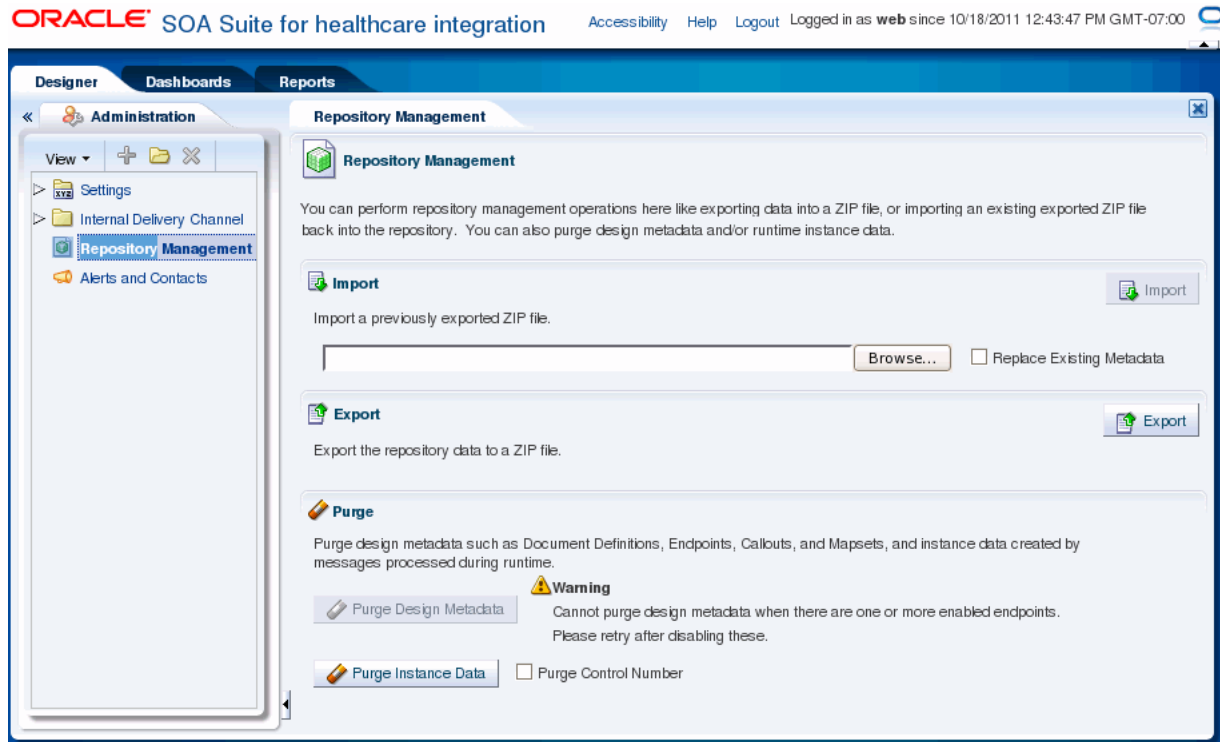 ORACLE SOA Suite for healthcare integration Accessibility Help Logout Logged in as web since 10/18/2011 12:43:47 PM GMT-07:00
Designer Dashboards Reports
« Administration
View
XYZ Settings
Internal Delivery Channel
Repository Management
Alerts and Contacts
Repository Management
Repository Management
You can perform repository management operations here like exporting data into a ZIP file, or importing an existing exported ZIP file
back into the repository. You can also purge design metadata and/or runtime instance data.
Import Import
Import a previously exported ZIP file.
Browse... Replace Existing Metadata
Export Export
Export the repository data to a ZIP file.
Purge
Purge design metadata such as Document Definitions, Endpoints, Callouts, and Mapsets, and instance data created by
messages processed during runtime.
Warning
Purge Design Metadata Cannot purge design metadata when there are one or more enabled endpoints.
Please retry after disabling these.
Purge Instance Data Purge Control Number